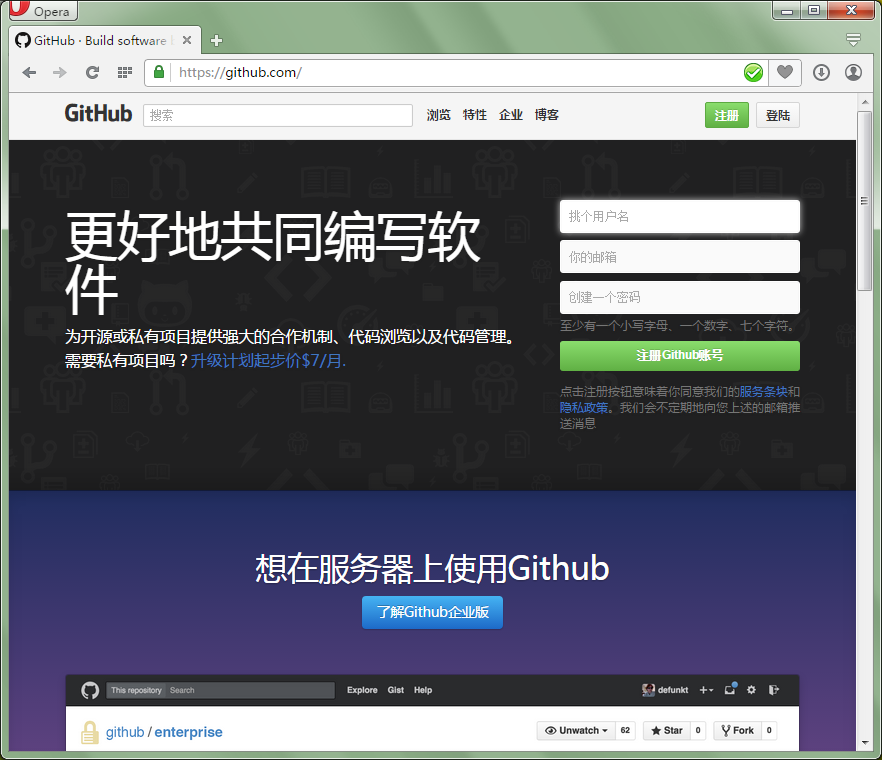 Opera
GitHub · Build software
https://github.com/
GitHub 搜索 浏览 特性 企业 博客 注册 登陆
更好地共同编写软
件
为开源或私有项目提供强大的合作机制、代码浏览以及代码管理。
需要私有项目吗？升级计划起步价$7/月.
挑个用户名
你的邮箱
创建一个密码
至少有一个小写字母、一个数字、七个字符。
注册Github账号
点击注册按钮意味着你同意我们的服务条块和
隐私政策。我们会不定期地向您上述的邮箱推
送消息
想在服务器上使用Github
了解Github企业版
This repository Search Explore Gist Help defunkt
github / enterprise Unwatch 62 Star 0 Fork 0